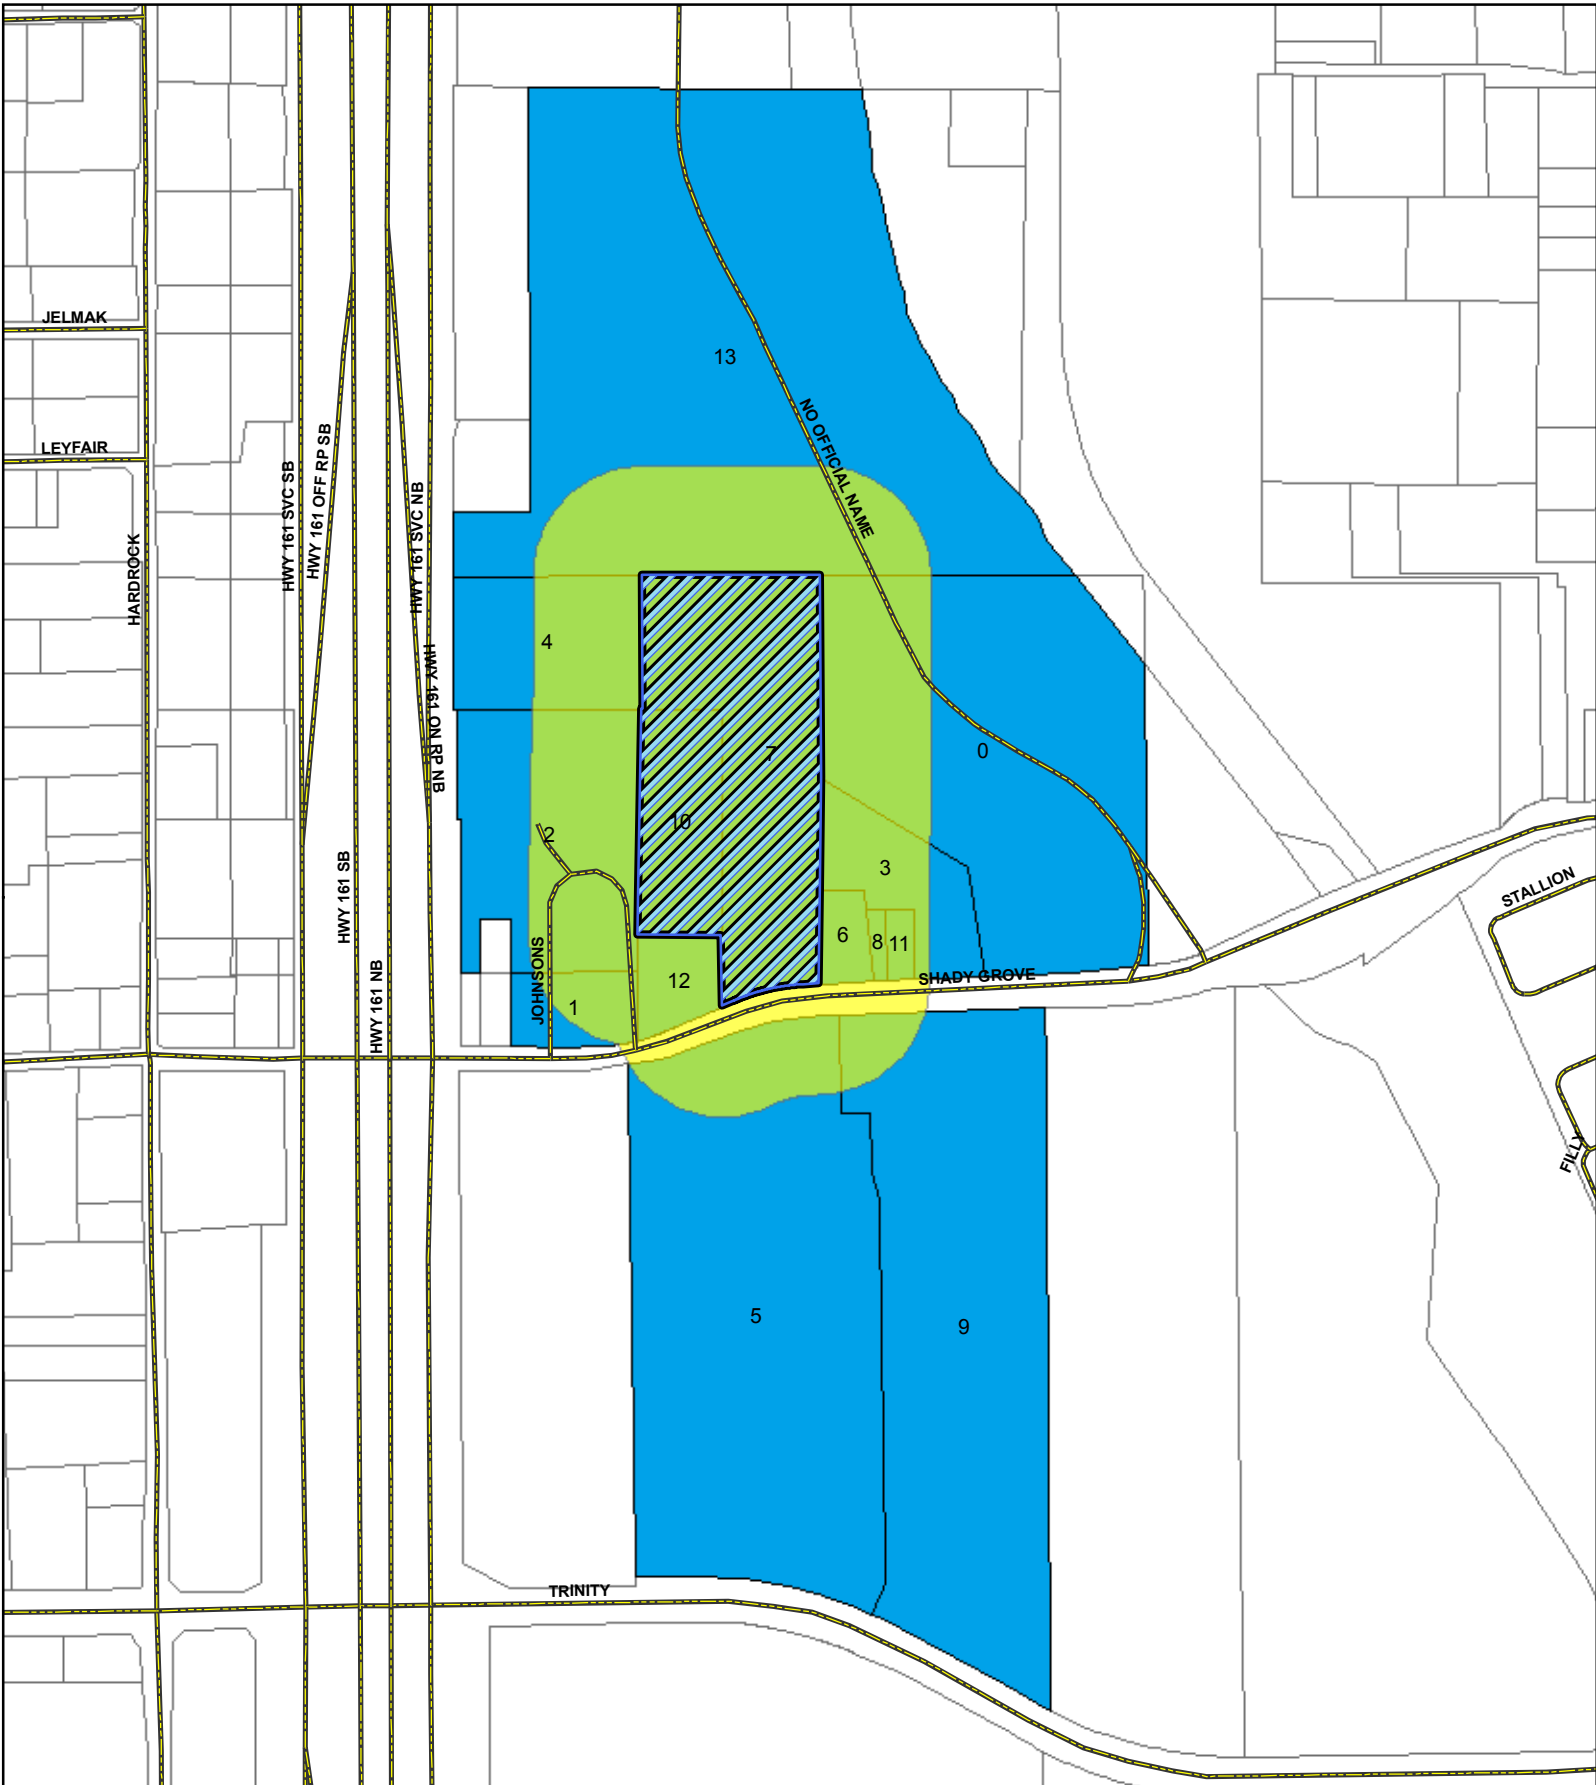 JELMAK
13
NO OFFICIAL NAME
LEYFAIR
HWY 161 SVC SB
HWY 161 OFF RP SB
HWY 161 SVC NB
HARDROCK
4
HWY 161 ON RP NB
7
0
10
2
3
STALLION
HWY 161 SB
6
8
11
JOHNSONS
12
SHADY GROVE
1
HWY 161 NB
FILLY
5
9
TRINITY